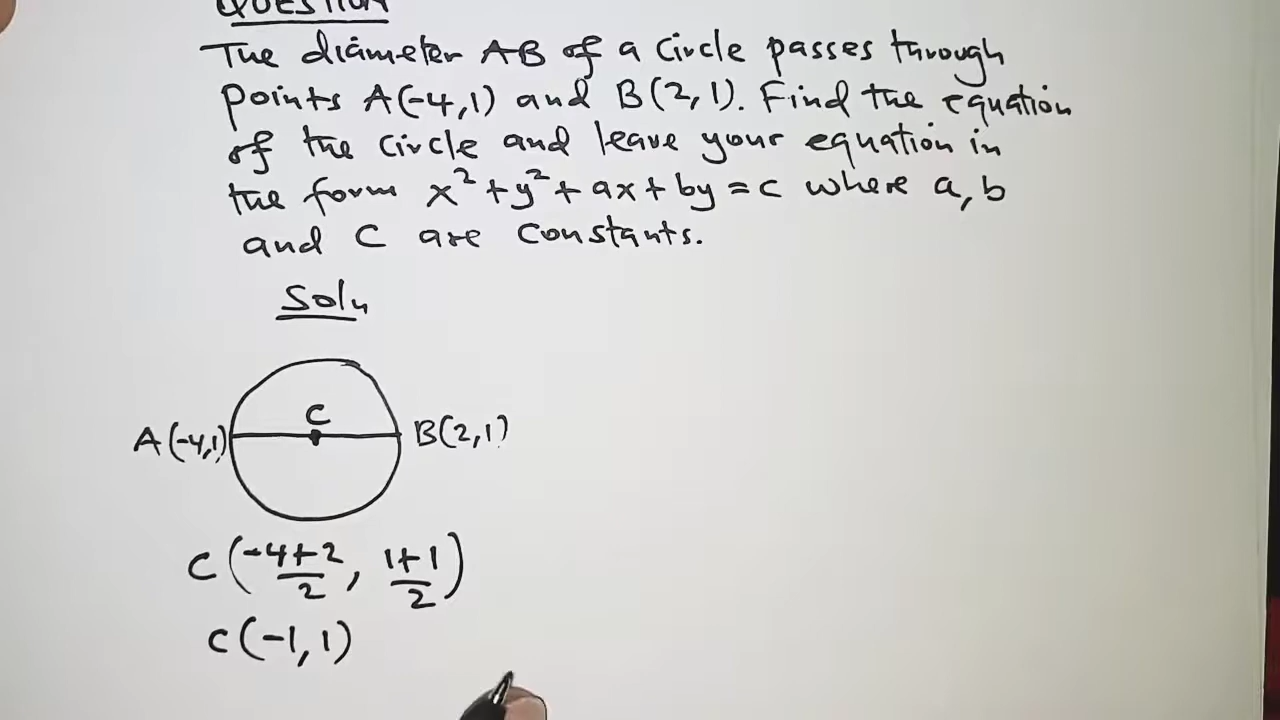 QUESTION
The diameter AB of a circle passes through
points A(-4,1) and B(2,1). Find the equation
of the circle and leave your equation in
the form x²+y²+ax+by=c where a, b
and c are constants.
Soln
C
A(-4,1) B(2,1)
C(-4+2/2, 1+1/2)
C(-1,1)